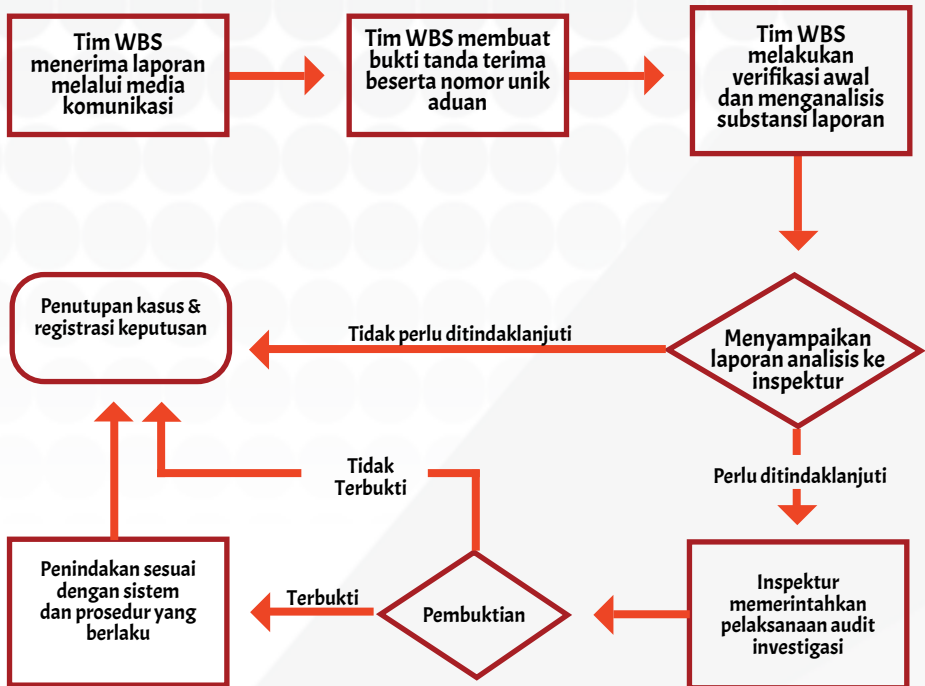 Tim WBS
menerima laporan
melalui media
komunikasi
Tim WBS membuat
bukti tanda terima
beserta nomor unik
aduan
Tim WBS
melakukan
verifikasi awal
dan menganalisis
substansi laporan
Menyampaikan
laporan analisis ke
inspektur
Tidak perlu ditindaklanjuti
Penutupan kasus &
registrasi keputusan
Perlu ditindaklanjuti
Inspektur
memerintahkan
pelaksanaan audit
investigasi
Pembuktian
Tidak
Terbukti
Terbukti
Penindakan sesuai
dengan sistem
dan prosedur yang
berlaku